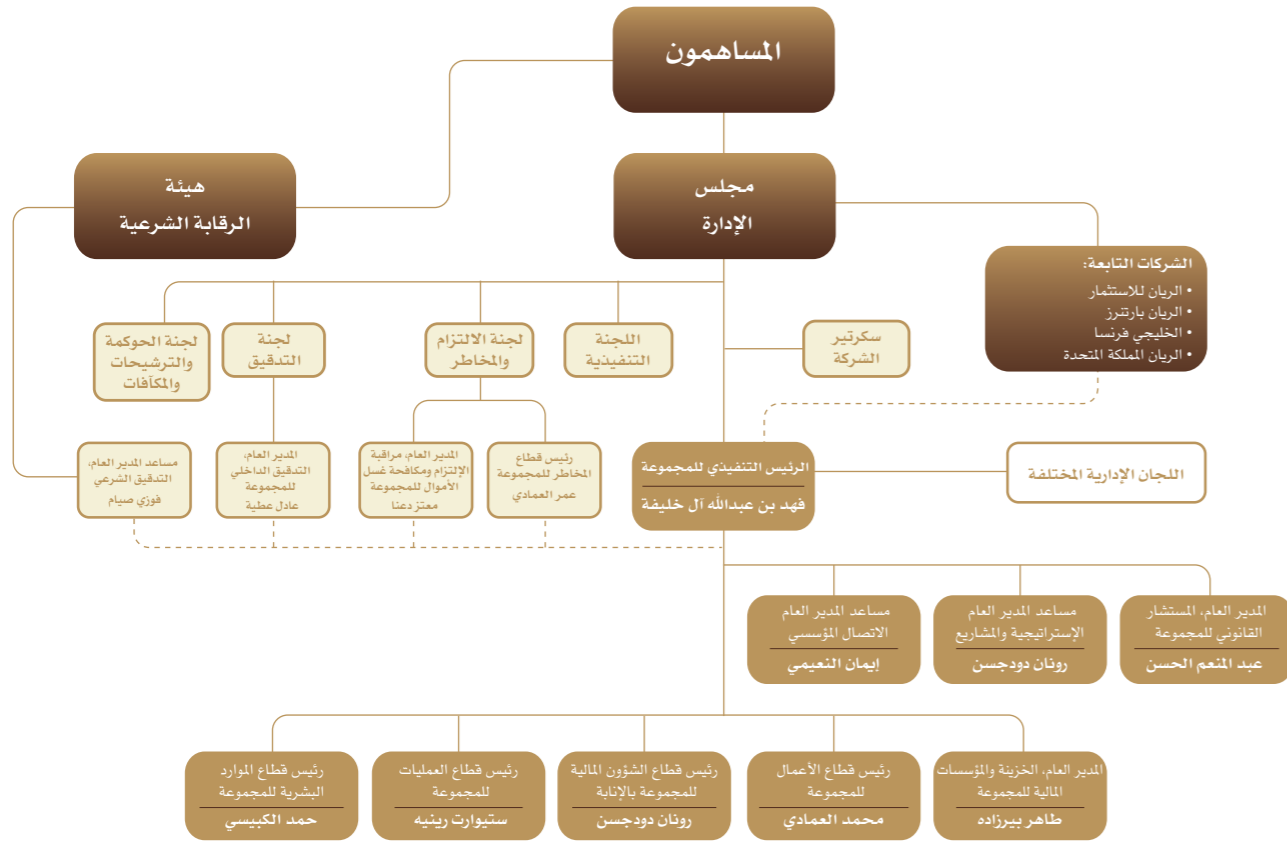 المساهمون
مجلس
الإدارة
هيئة
الرقابة الشرعية
الشركات التابعة:
• الريان للاستثمار
• الريان بارتنرز
• الخليجي فرنسا
• الريان المملكة المتحدة
سكرتير
الشركة
اللجنة
التنفيذية
لجنة الالتزام
والمخاطر
لجنة
التدقيق
لجنة الحوكمة
والترشيحات
والمكآفات
اللجان الإدارية المختلفة
الرئيس التنفيذي للمجموعة
فهد بن عبدالله آل خليفة
رئيس قطاع
المخاطر للمجموعة
عمر العمادي
المدير العام، مراقبة
الإلتزام ومكافحة غسل
الأموال للمجموعة
معتز دعنا
المدير العام،
التدقيق الداخلي
للمجموعة
عادل عطية
مساعد المدير العام،
التدقيق الشرعي
فوزي صيام
المدير العام، المستشار
القانوني للمجموعة
عبد المنعم الحسن
مساعد المدير العام
الإستراتيجية والمشاريع
رونان دودجسن
مساعد المدير العام
الاتصال المؤسسي
إيمان النعيمي
المدير العام، الخزينة والمؤسسات
المالية للمجموعة
طاهر بيرزاده
رئيس قطاع الأعمال
للمجموعة
محمد العمادي
رئيس قطاع الشؤون المالية
للمجموعة بالإنابة
رونان دودجسن
رئيس قطاع العمليات
للمجموعة
ستيوارت رينيه
رئيس قطاع الموارد
البشرية للمجموعة
حمد الكبيسي